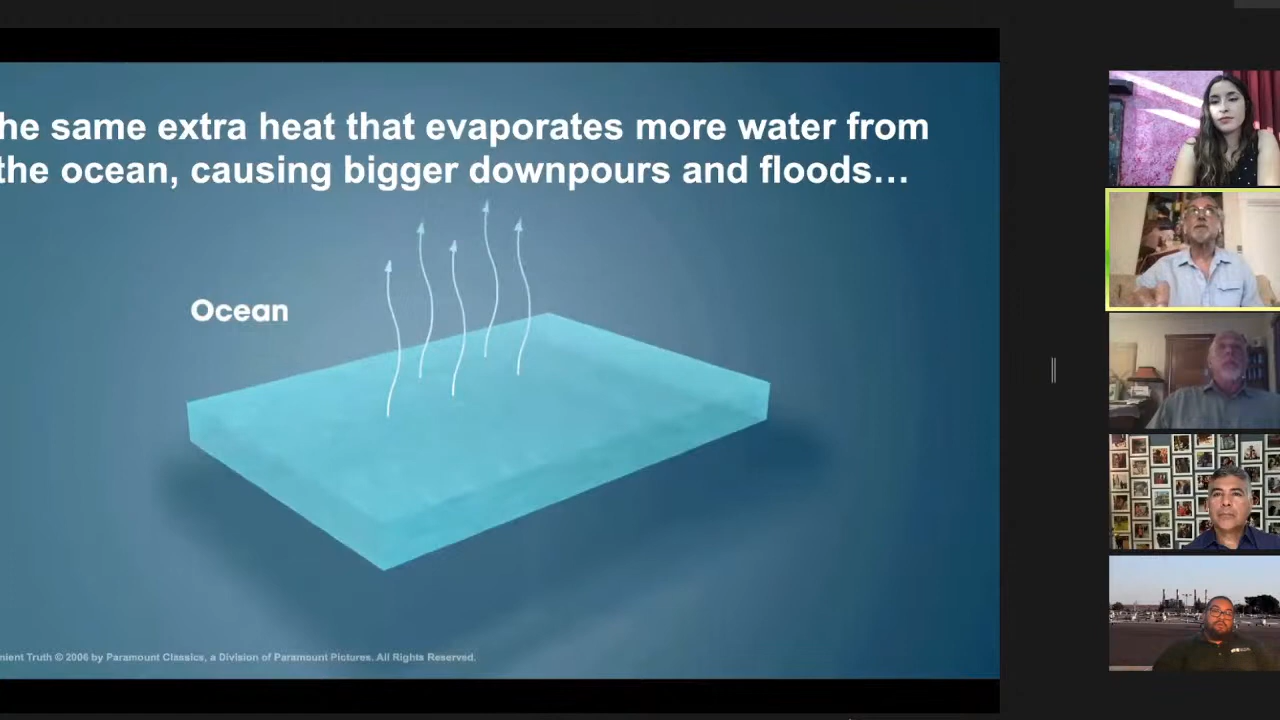 he same extra heat that evaporates more water from
the ocean, causing bigger downpours and floods…
Ocean
nient Truth © 2006 by Paramount Classics, a Division of Paramount Pictures. All Rights Reserved.